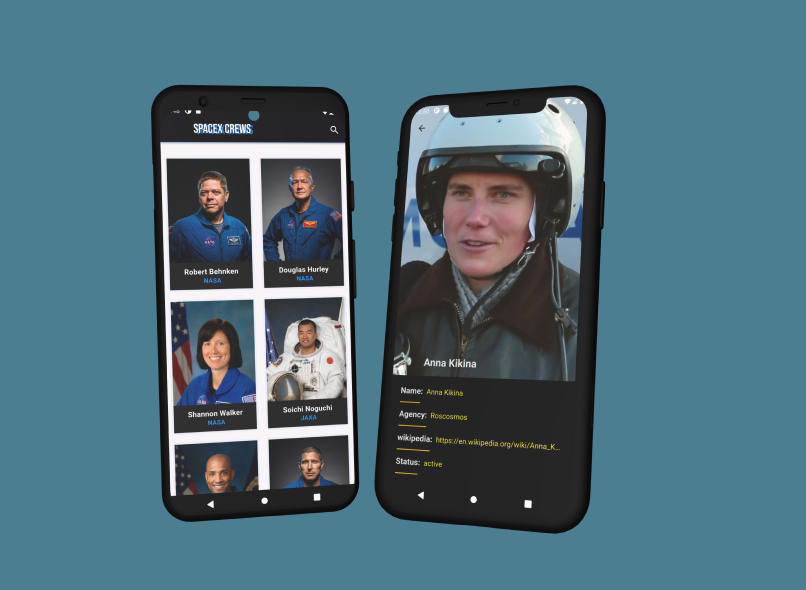 SPACEX CREWS
Robert Behnken
NASA
Douglas Hurley
NASA
Shannon Walker
NASA
Soichi Noguchi
JAXA
Anna Kikina
Name: Anna Kikina
Agency: Roscosmos
wikipedia: https://en.wikipedia.org/wiki/Anna_K...
Status: active